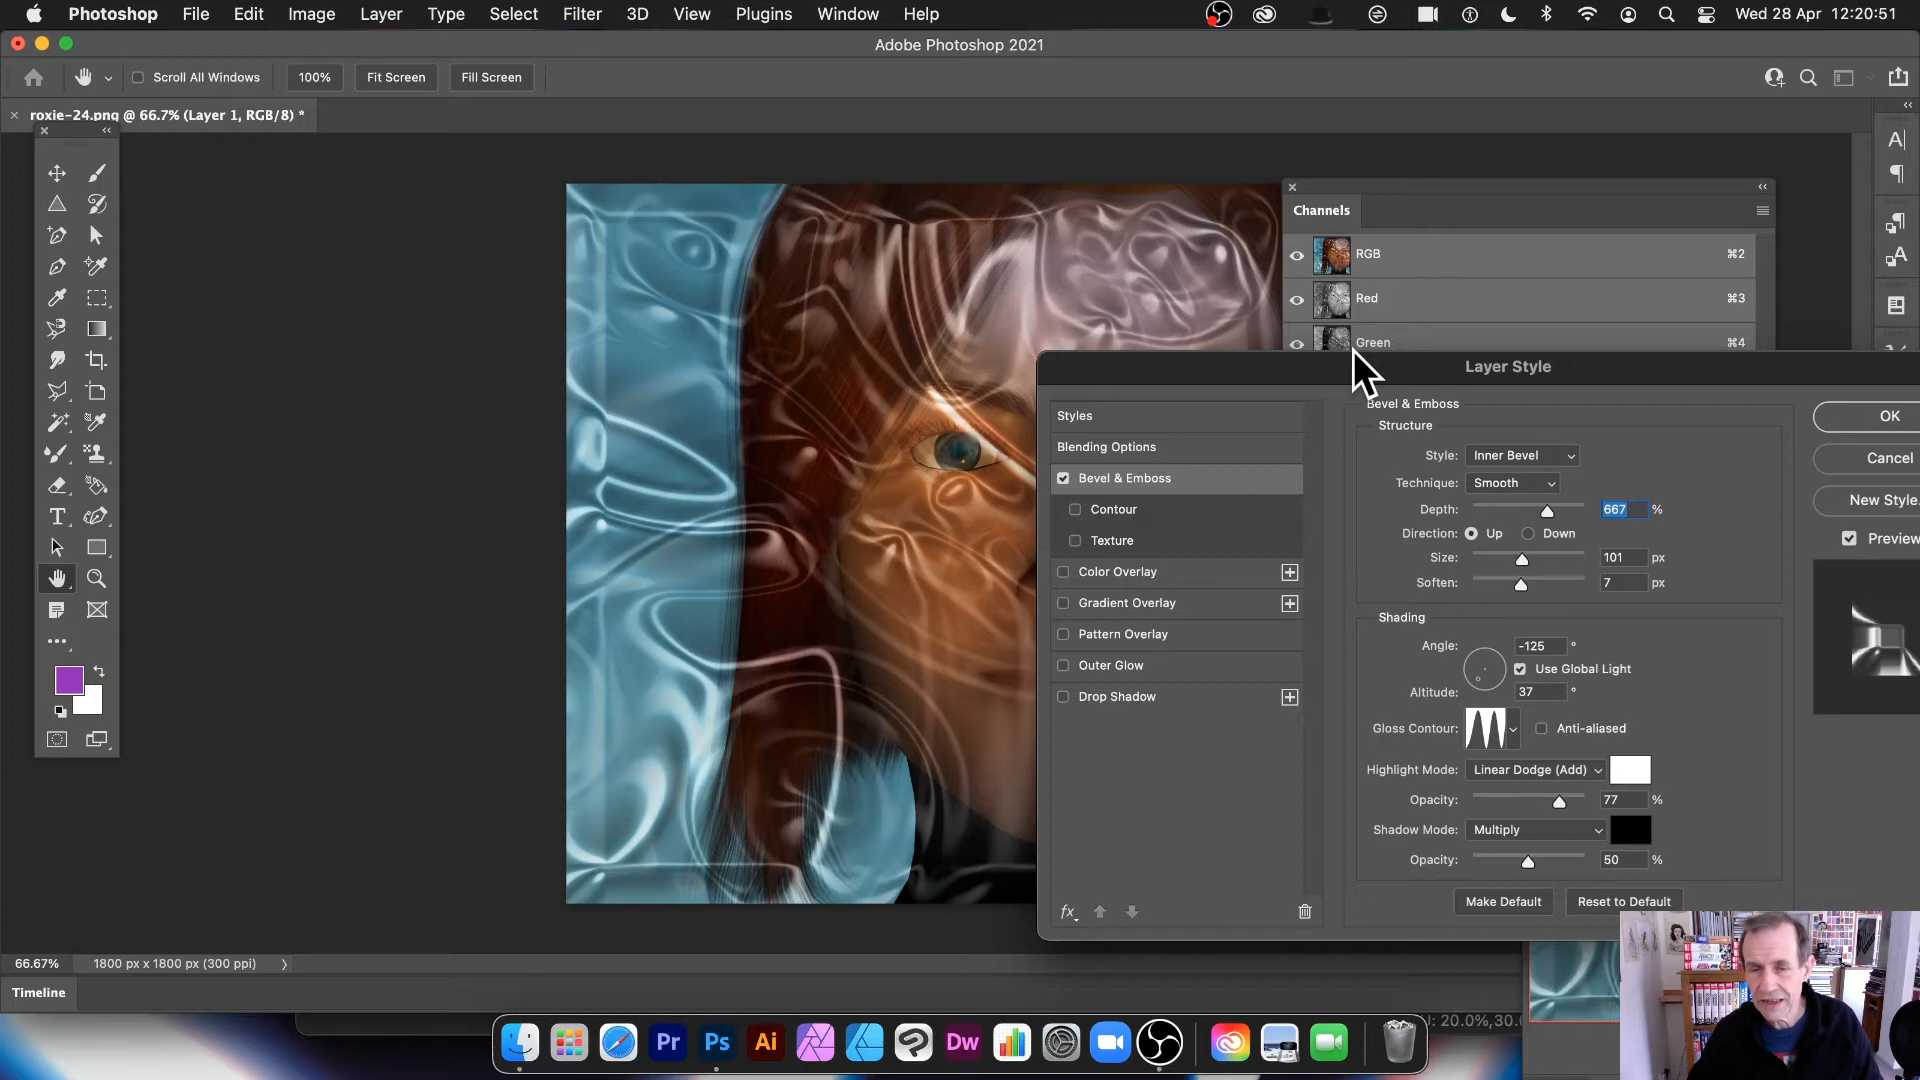 Photoshop File Edit Image Layer Type Select Filter 3D View Plugins Window Help Wed 28 Apr 12:20:51
Adobe Photoshop 2021
Scroll All Windows 100% Fit Screen Fill Screen
roxie-24.png @ 66.7% (Layer 1, RGB/8) *
Channels
RGB ⌘2
Red ⌘3
Green ⌘4
Layer Style
Styles
Blending Options
Bevel & Emboss
Contour
Texture
Color Overlay
Gradient Overlay
Pattern Overlay
Outer Glow
Drop Shadow
fx
Bevel & Emboss
Structure
Style: Inner Bevel
Technique: Smooth
Depth: 667 %
Direction: Up Down
Size: 101 px
Soften: 7 px
Shading
Angle: -125 °
Use Global Light
Altitude: 37 °
Gloss Contour: Anti-aliased
Highlight Mode: Linear Dodge (Add)
Opacity: 77 %
Shadow Mode: Multiply
Opacity: 50 %
Make Default Reset to Default
OK
Cancel
New Style.
Preview
66.67% 1800 px x 1800 px (300 ppi)
Timeline
U: 20.0%,30.0
Pr Ps Ai Dw